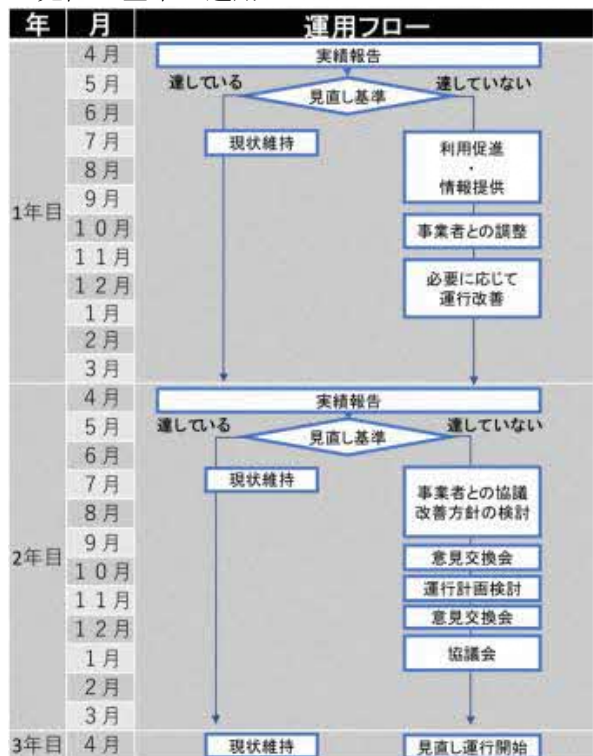 年 月 運用フロー
1年目
4月 実績報告
5月 達している 見直し基準 達していない
6月
7月 現状維持 利用促進
8月 ・
9月 情報提供
10月 事業者との調整
11月
12月 必要に応じて
1月 運行改善
2月
3月
2年目
4月 実績報告
5月 達している 見直し基準 達していない
6月
7月 現状維持 事業者との協議
8月 改善方針の検討
9月 意見交換会
10月 運行計画検討
11月 意見交換会
12月
1月 協議会
2月
3月
3年目 4月 現状維持 見直し運行開始